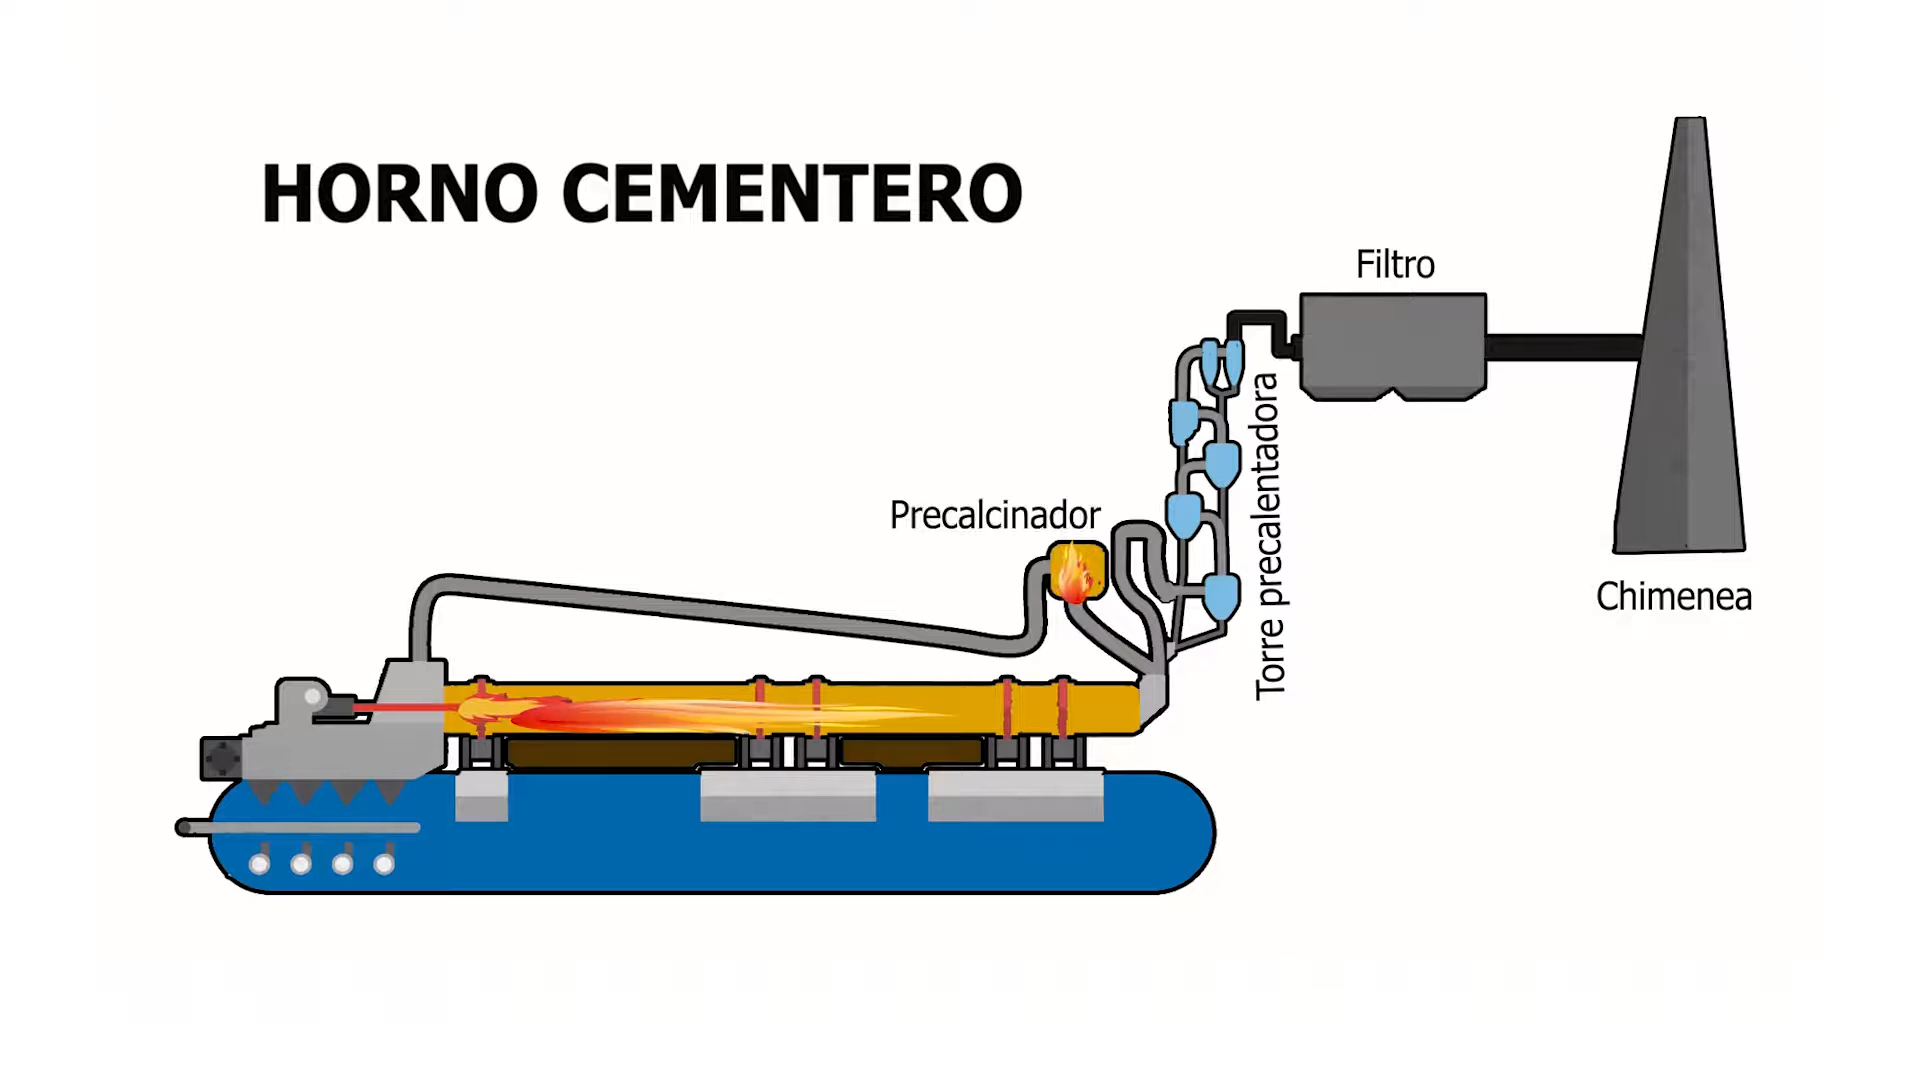 HORNO CEMENTERO
Filtro
Torre precalentadora
Precalcinador
Chimenea